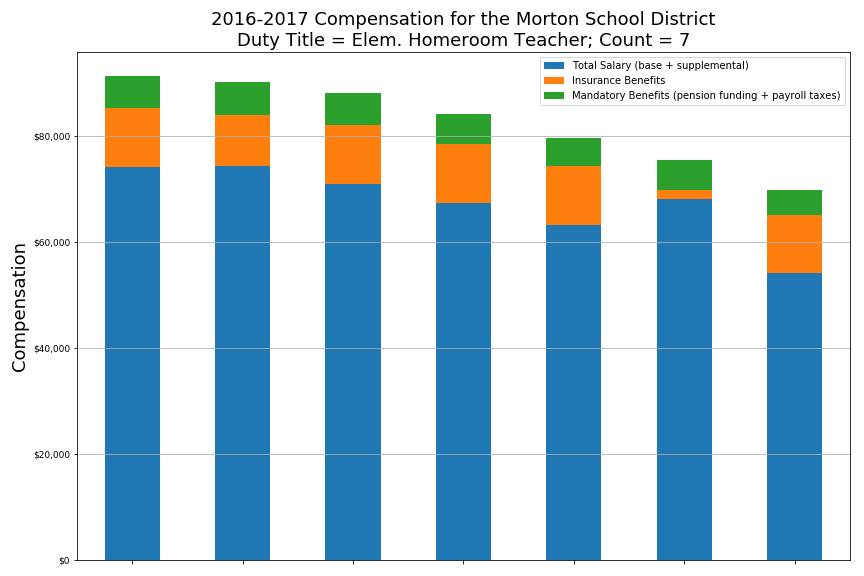 2016-2017 Compensation for the Morton School District
Duty Title = Elem. Homeroom Teacher; Count = 7
Total Salary (base + supplemental)
Insurance Benefits
Mandatory Benefits (pension funding + payroll taxes)
Compensation
$80,000
$60,000
$40,000
$20,000
$0